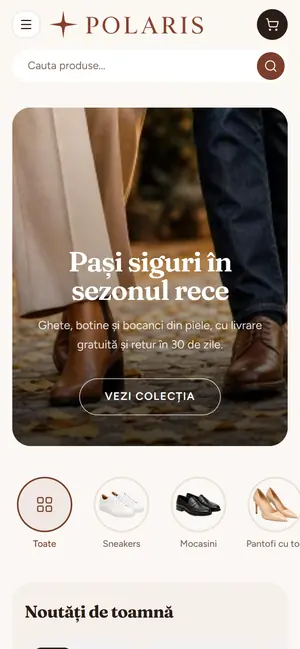 POLARIS
Cauta produse...
Pași siguri în
sezonul rece
Ghete, botine și bocanci din piele, cu livrare
gratuită și retur în 30 de zile.
VEZI COLECȚIA
Toate
Sneakers
Mocasini
Pantofi cu to
Noutăți de toamnă